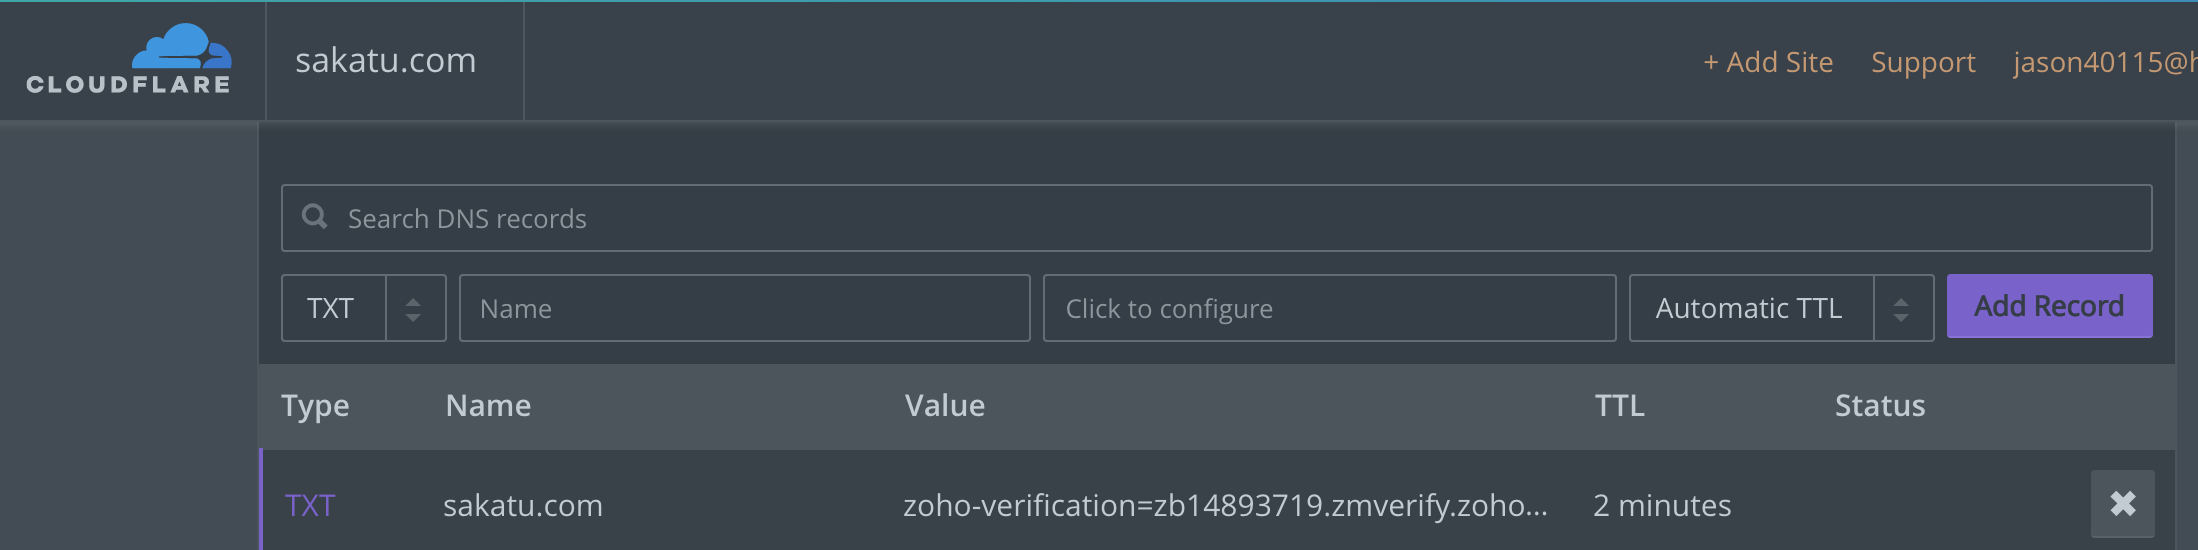 CLOUDFLARE
sakatu.com
+ Add Site Support jason40115@h
Search DNS records
TXT Name Click to configure Automatic TTL Add Record
Type Name Value TTL Status
TXT sakatu.com zoho-verification=zb14893719.zmverify.zoho... 2 minutes